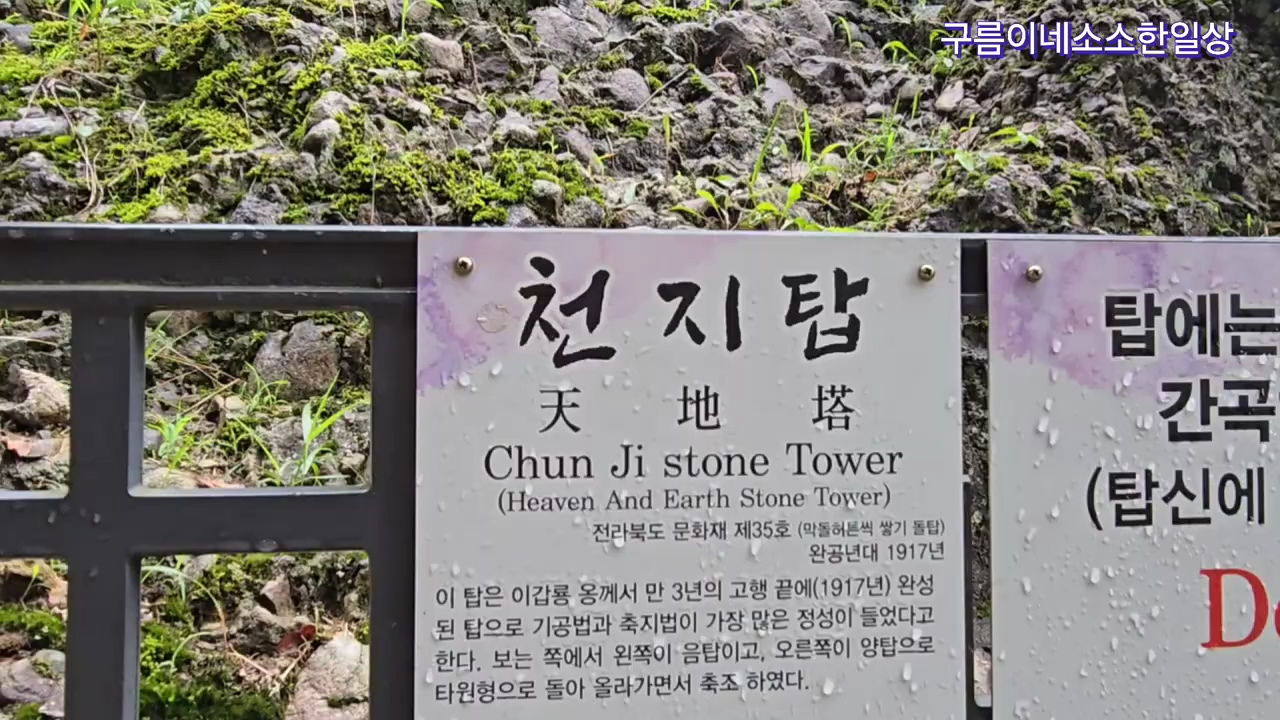 구름이네소소한일상
천지탑
天 地 塔
Chun Ji stone Tower
(Heaven And Earth Stone Tower)
전라북도 문화재 제35호 (막돌허튼씩 쌓기 돌탑)
완공년대 1917년
이 탑은 이갑룡 옹께서 만 3년의 고행 끝에(1917년) 완성
된 탑으로 기공법과 축지법이 가장 많은 정성이 들었다고
한다. 보는 쪽에서 왼쪽이 음탑이고, 오른쪽이 양탑으로
타원형으로 돌아 올라가면서 축조 하였다.
탑에는
간곡
(탑신에